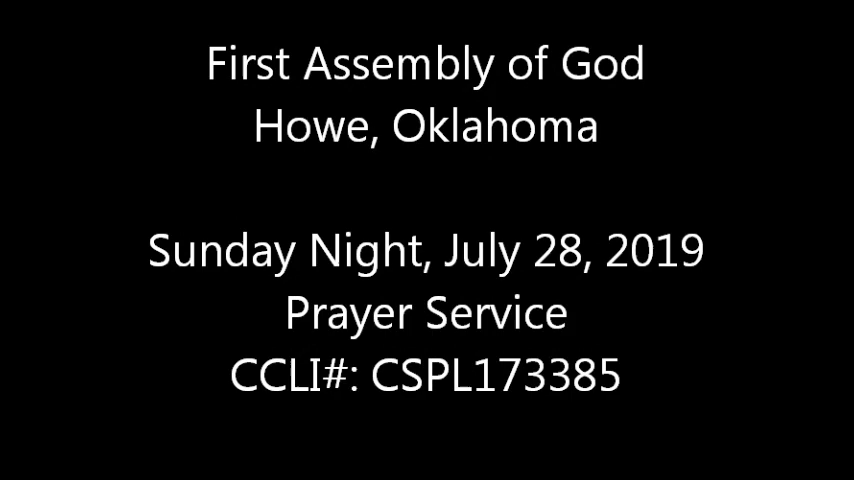 First Assembly of God
Howe, Oklahoma
Sunday Night, July 28, 2019
Prayer Service
CCLI#: CSPL173385